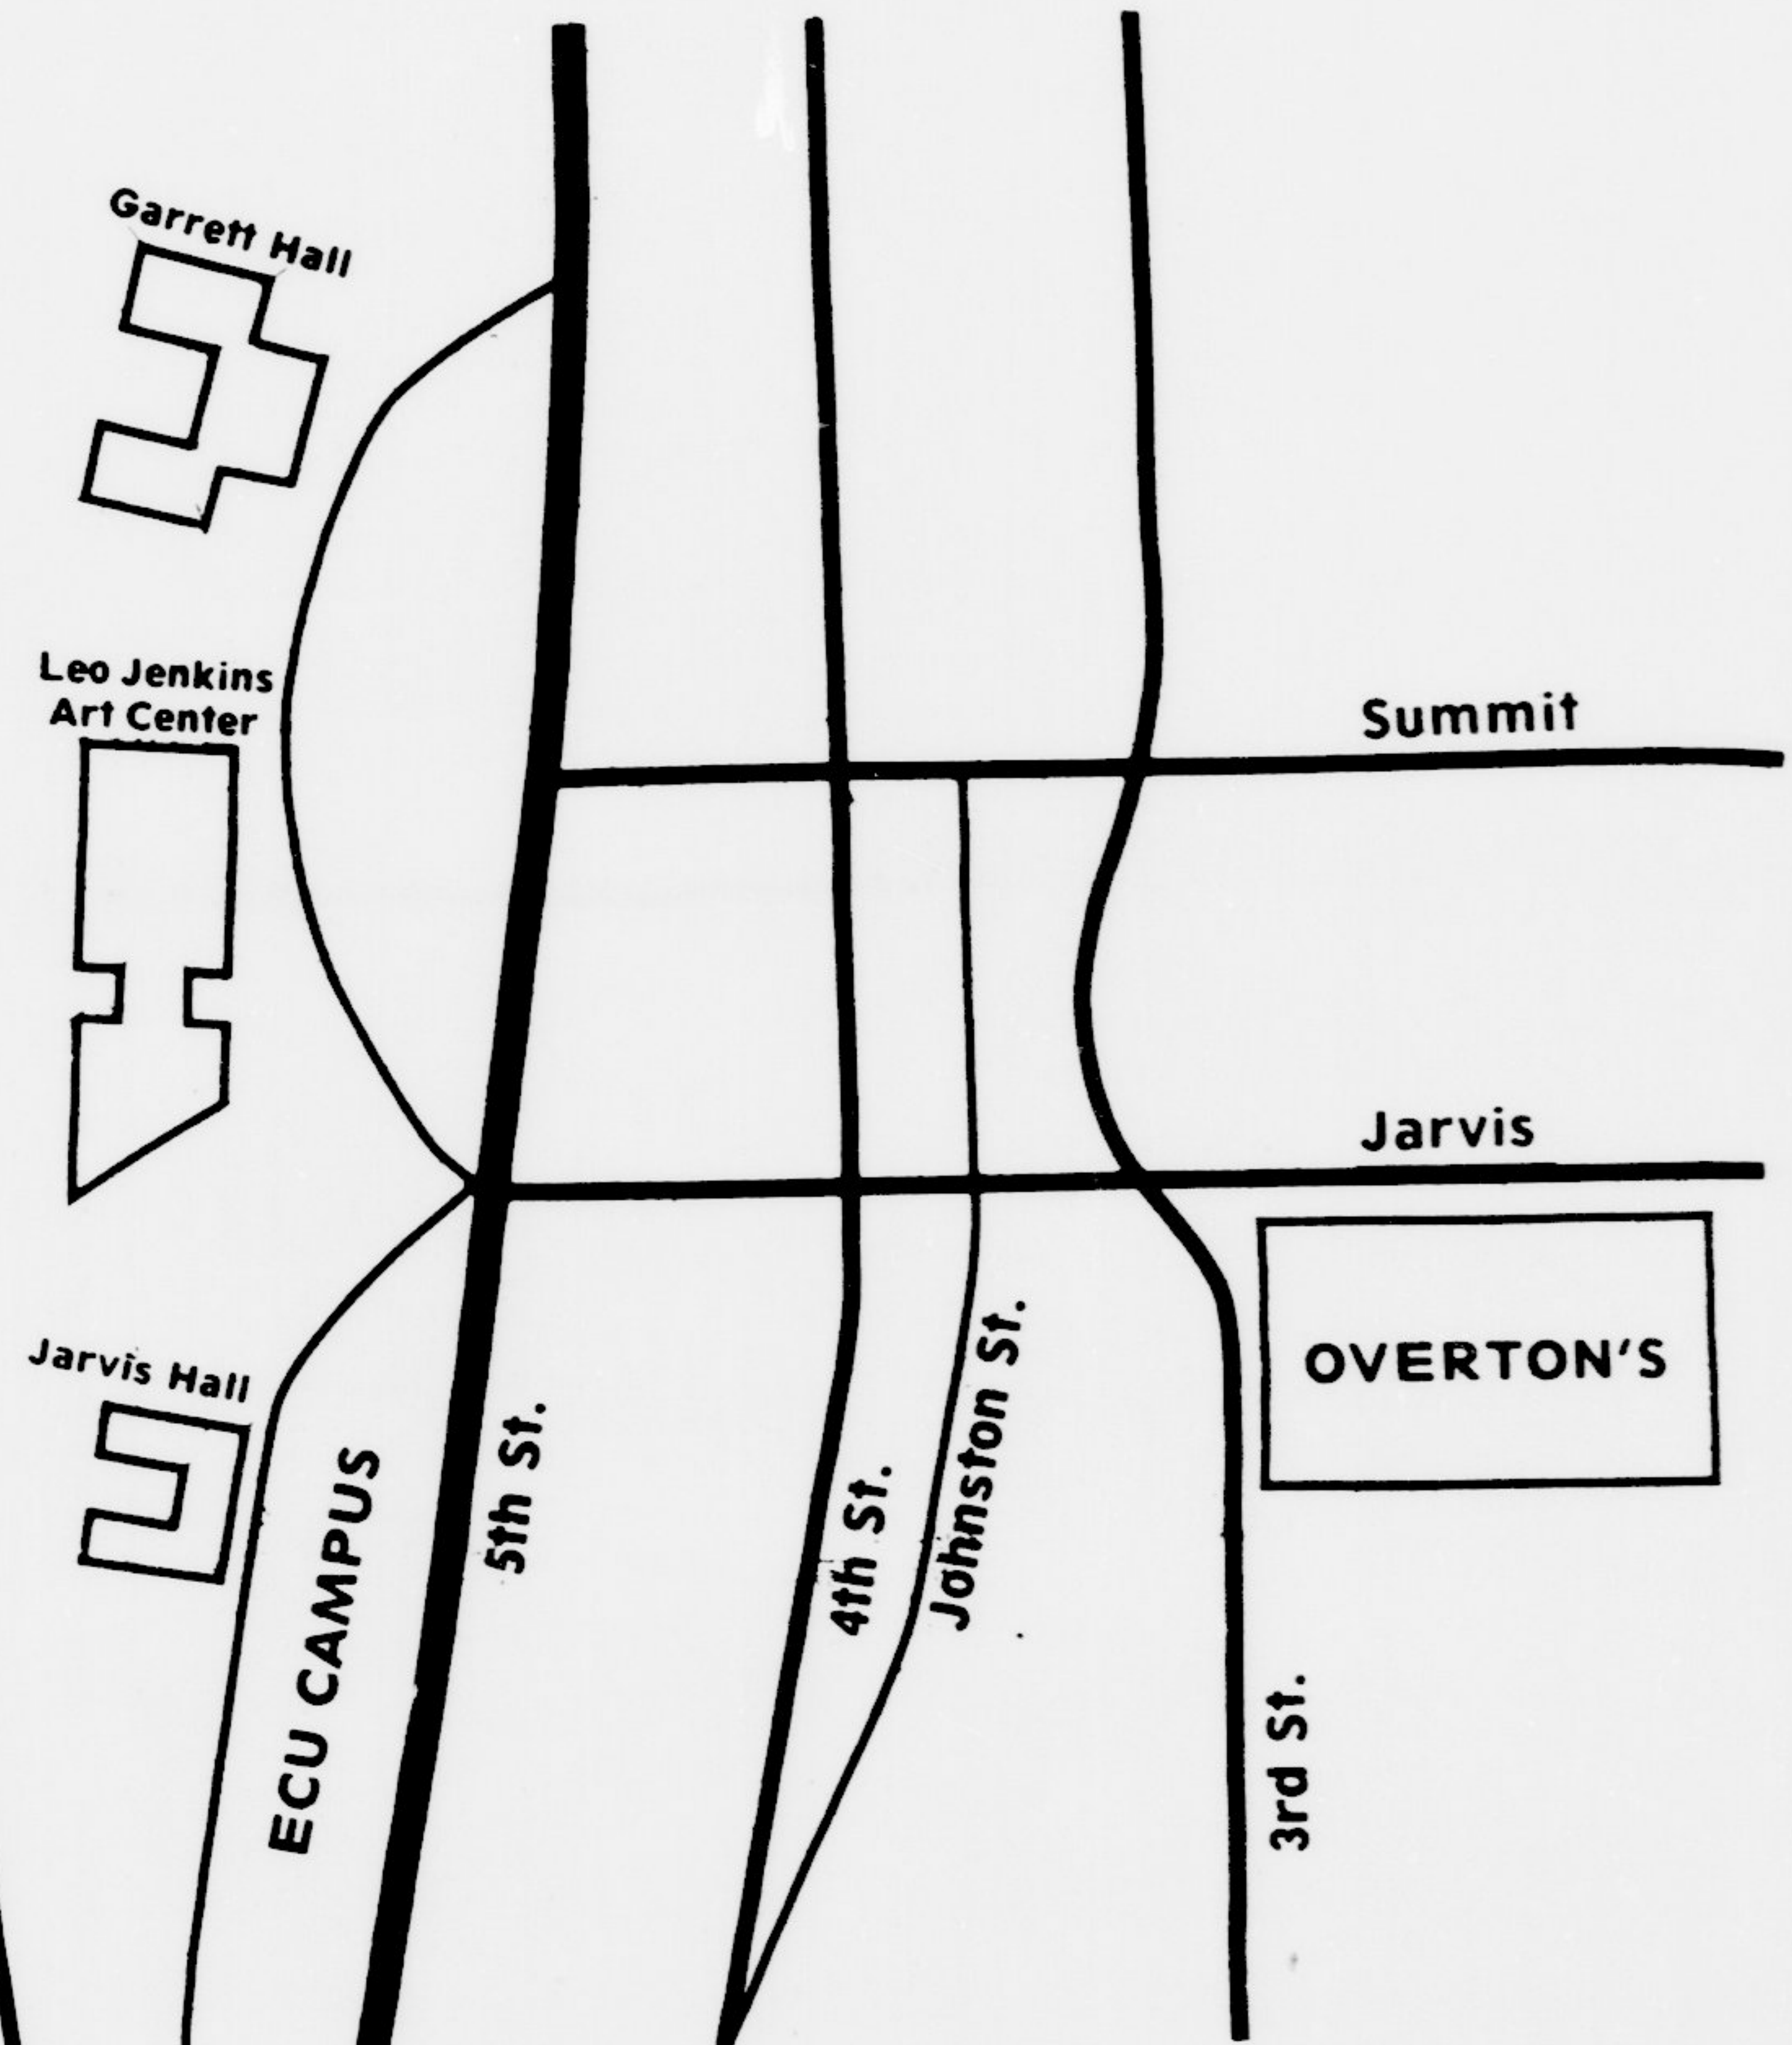 Garrett Hall
Leo Jenkins
Art Center
Summit
Jarvis
Jarvis Hall
OVERTON'S
ECU CAMPUS
5th St.
4th St.
Johnston St.
3rd St.